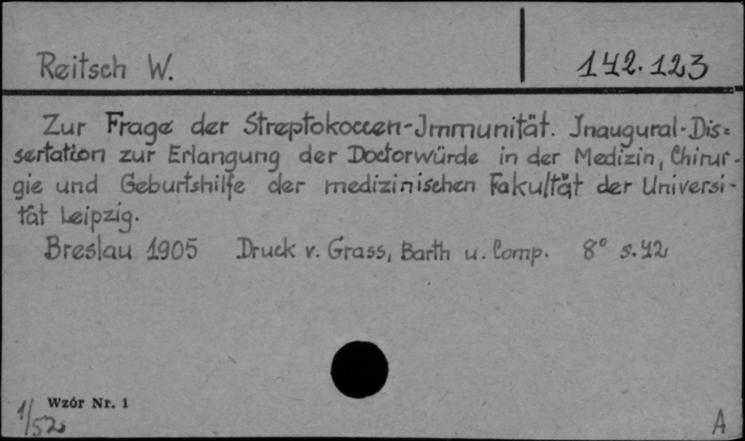 Reitsch W.
142.123
Zur Frage der Streptokoccen-Immunität. Inaugural-Dis=
sertation zur Erlangung der Doctorwürde in der Medizin, Chirur-
gie und Geburtshilfe der medizinischen Fakultät der Universi-
tät Leipzig.
Breslau 1905 Druck v. Grass, Barth u. Comp. 8° s. 42
Wzór Nr. 1
1/52
A